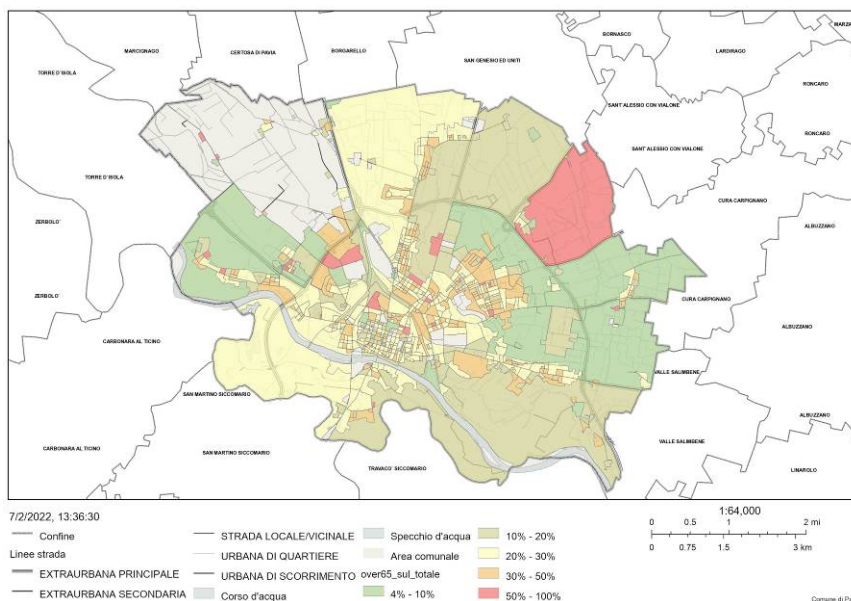 MARZA
MARCIGNAGO
CERTOSA DI PAVIA
BORGARELLO
BORNASCO
LARDIRAGO
SAN GENESIO ED UNITI
TORRE D'ISOLA
RONCARO
SANT'ALESSIO CON VIALONE
RONCARO
SANT'ALESSIO CON VIALONE
TORRE D'ISOLA
CURA CARPIGNANO
ZERBOLO'
ALBUZZANO
ZERBOLO'
CURA CARPIGNANO
ALBUZZANO
CARBONARA AL TICINO
VALLE SALIMBENE
SAN MARTINO SICCOMARIO
ALBUZZANO
VALLE SALIMBENE
CARBONARA AL TICINO
SAN MARTINO SICCOMARIO
TRAVACO' SICCOMARIO
LINAROLO
7/2/2022, 13:36:30
Confine
Linee strada
EXTRAURBANA PRINCIPALE
EXTRAURBANA SECONDARIA
STRADA LOCALE/VICINALE
URBANA DI QUARTIERE
URBANA DI SCORRIMENTO
Corso d'acqua
Specchio d'acqua
Area comunale
over65_sul_totale
4% - 10%
10% - 20%
20% - 30%
30% - 50%
50% - 100%
1:64,000
0 0.5 1 2 mi
0 0.75 1.5 3 km
Comune di Pa